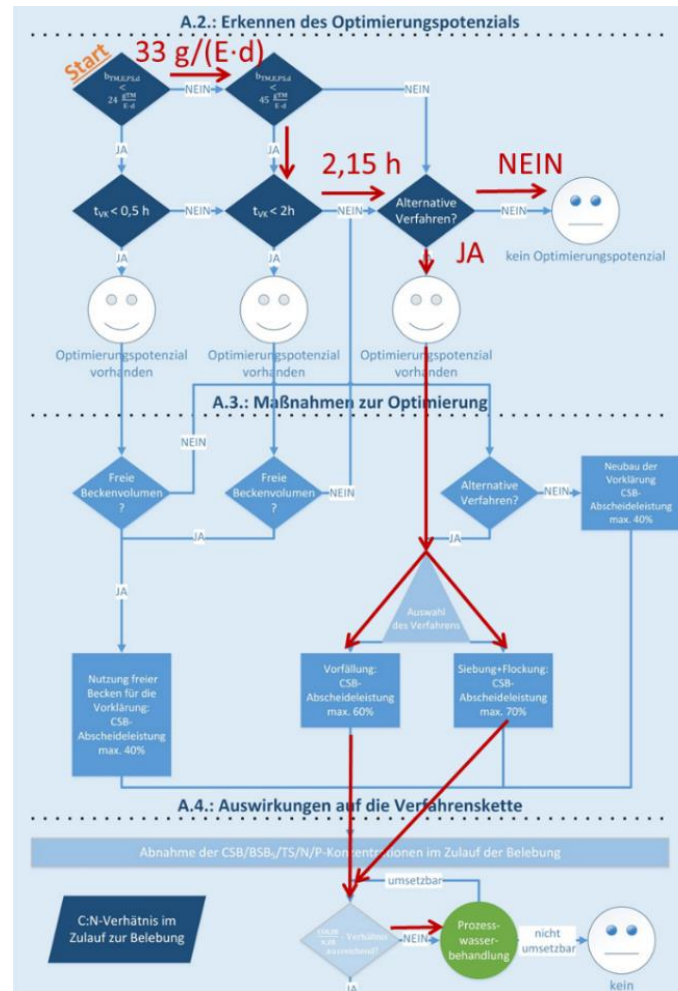 A.2.: Erkennen des Optimierungspotenzials
Start
33 g/(E·d)
b_TM,EPS,d
<
24 gTM/E·d
NEIN
b_TM,EPS,d
<
45 gTM/E·d
NEIN
JA
JA
2,15 h
NEIN
t_VK < 0,5 h
NEIN
t_VK < 2h
NEIN
Alternative
Verfahren?
NEIN
JA
JA
JA
kein Optimierungspotenzial
Optimierungspotenzial
vorhanden
Optimierungspotenzial
vorhanden
Optimierungspotenzial
vorhanden
A.3.: Maßnahmen zur Optimierung
NEIN
Freie
Beckenvolumen
?
Freie
Beckenvolumen
?
NEIN
Alternative
Verfahren?
NEIN
Neubau der
Vorklärung
CSB-
Abscheideleistung
max. 40%
JA
JA
JA
Auswahl
des Verfahrens
Nutzung freier
Becken für die
Vorklärung:
CSB-
Abscheideleistung
max. 40%
Vorfällung:
CSB-
Abscheideleistung
max. 60%
Siebung+Flockung:
CSB-
Abscheideleistung
max. 70%
A.4.: Auswirkungen auf die Verfahrenskette
Abnahme der CSB/BSB₅/TS/N/P-Konzentrationen im Zulauf der Belebung
umsetzbar
C:N-Verhältnis im
Zulauf zur Belebung
-Verhältnis
ausreichend?
NEIN
Prozess-
wasser-
behandlung
nicht
umsetzbar
kein
JA